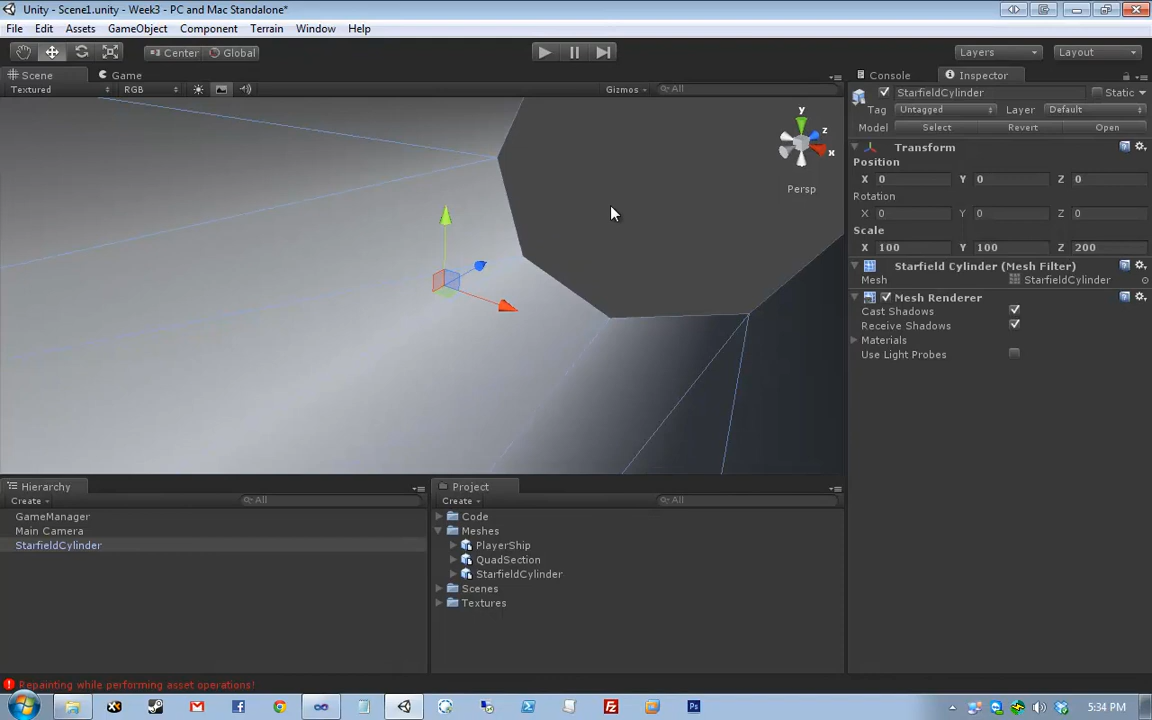 Unity - Scene1.unity - Week3 - PC and Mac Standalone*
File Edit Assets GameObject Component Terrain Window Help
Center Global Layers Layout
Scene Game Console Inspector
Textured RGB Gizmos All
StarfieldCylinder Static
Tag Untagged Layer Default
Model Select Revert Open
Transform
Position
X 0 Y 0 Z 0
Rotation
X 0 Y 0 Z 0
Scale
X 100 Y 100 Z 200
Starfield Cylinder (Mesh Filter)
Mesh StarfieldCylinder
Mesh Renderer
Cast Shadows
Receive Shadows
Materials
Use Light Probes
y
z
x
Persp
Hierarchy
Create All
GameManager
Main Camera
StarfieldCylinder
Project
Create All
Code
Meshes
PlayerShip
QuadSection
StarfieldCylinder
Scenes
Textures
Repainting while performing asset operations!
Ps
5:34 PM